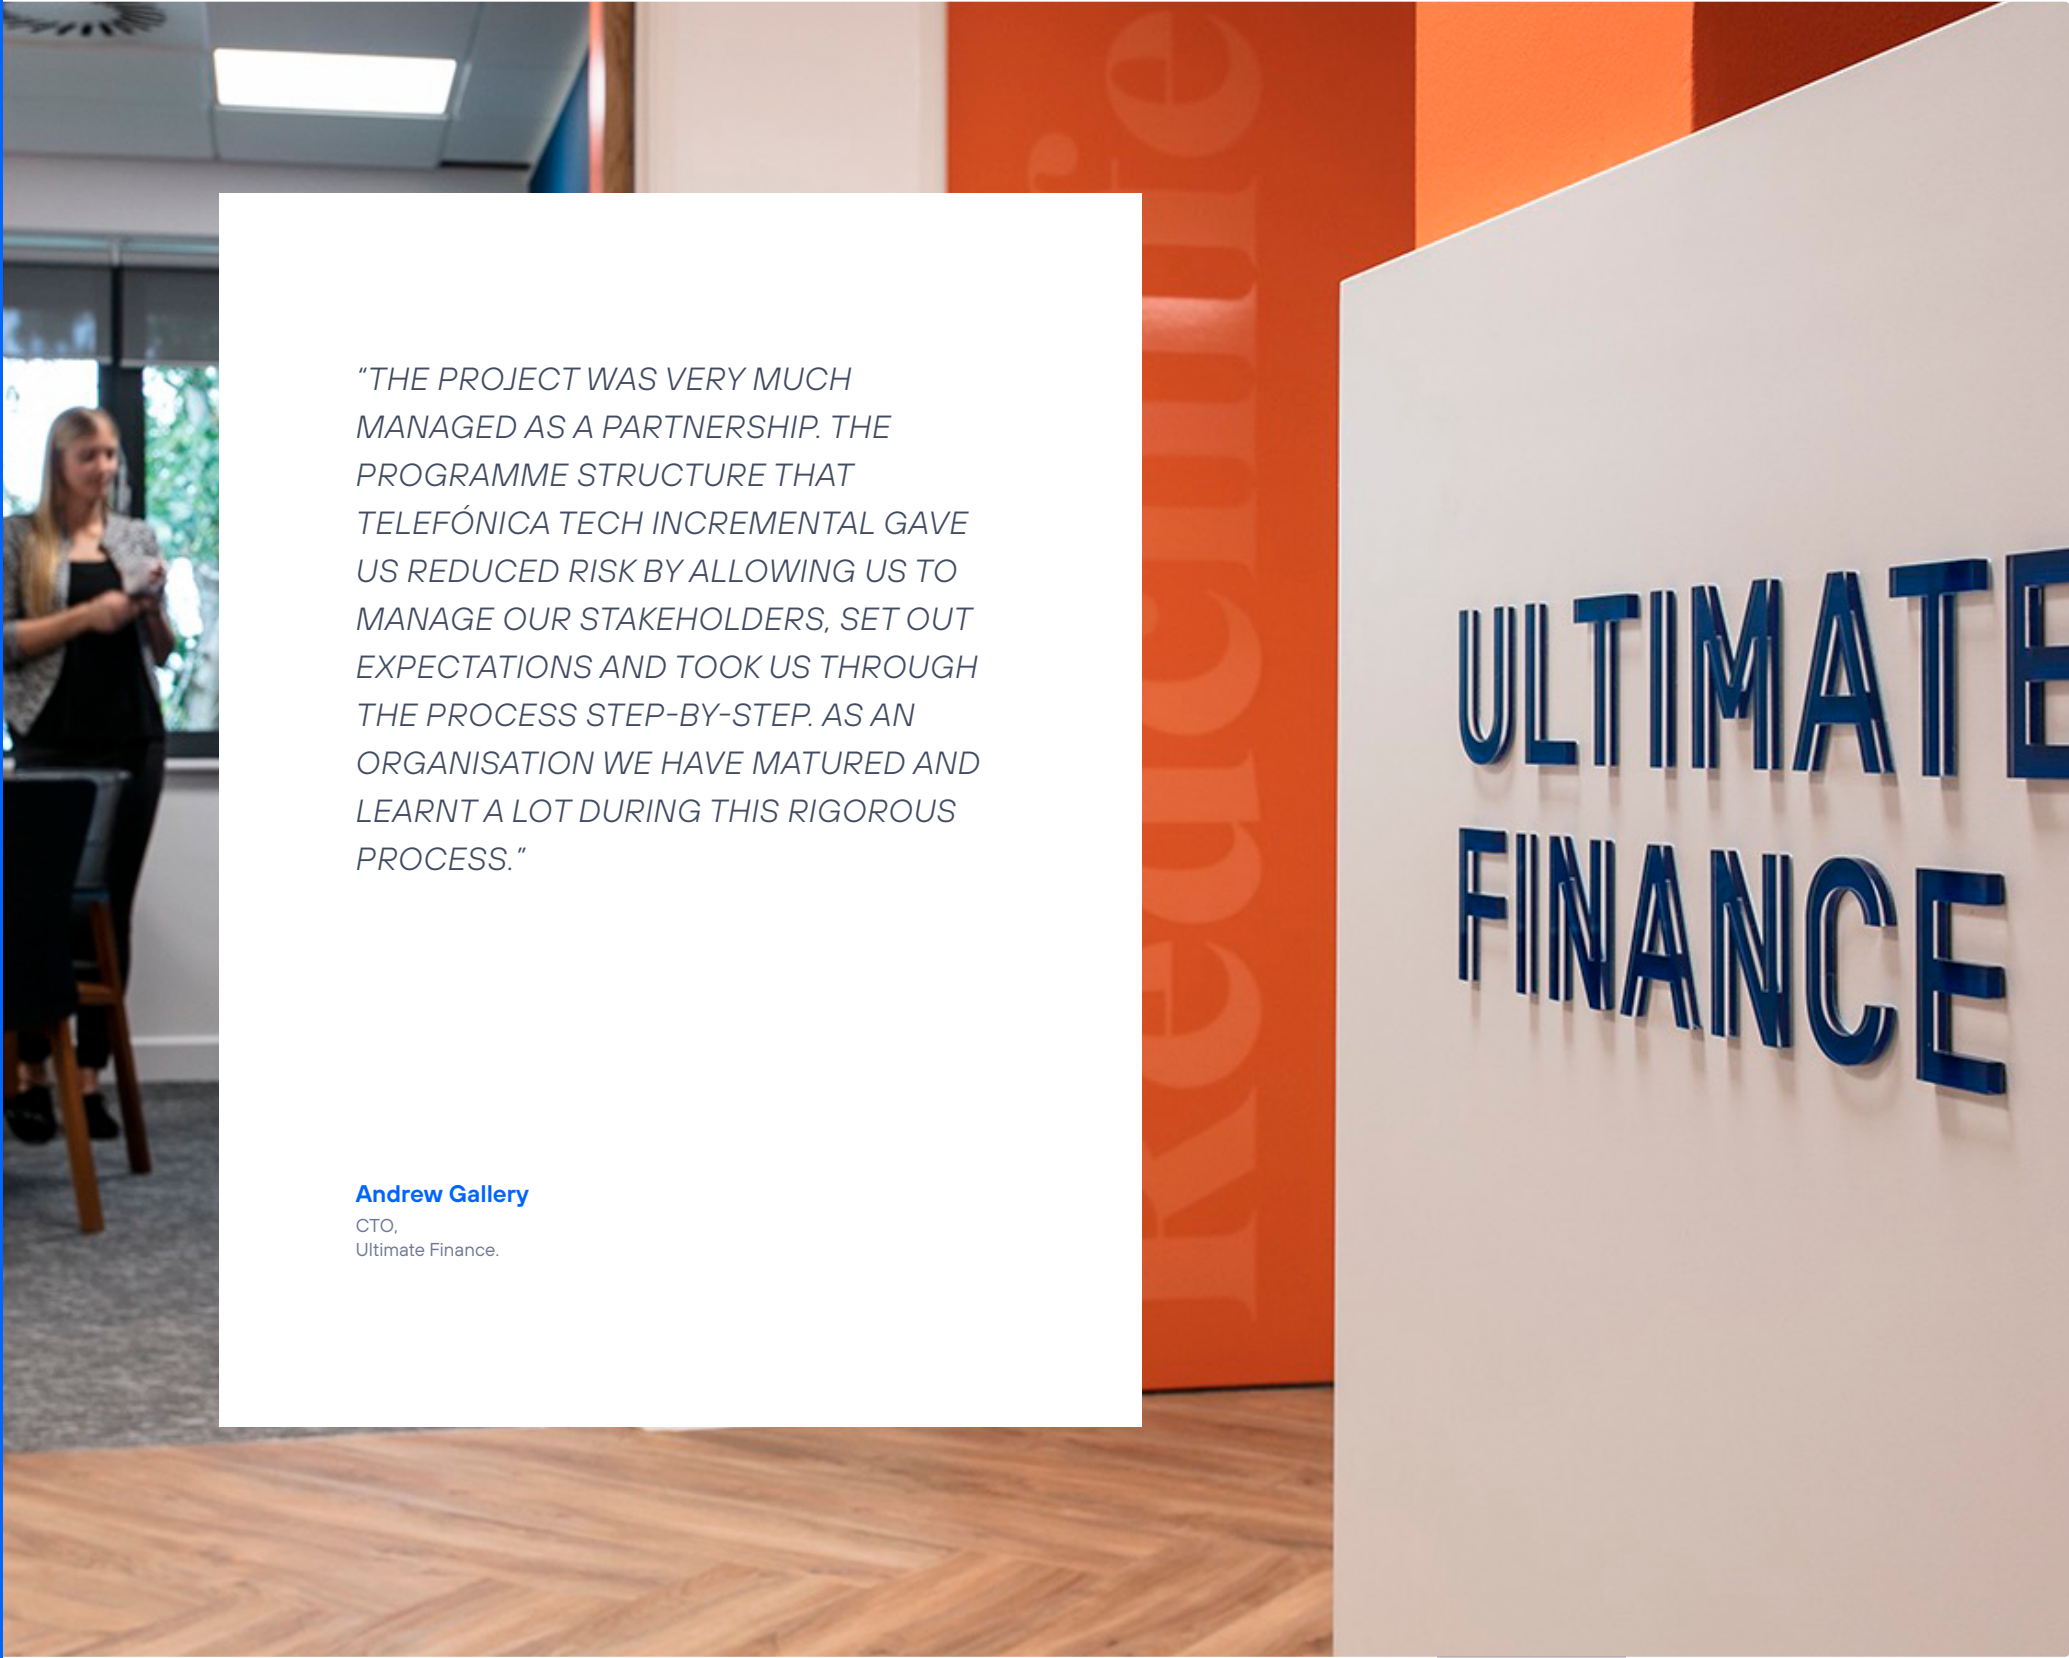 “THE PROJECT WAS VERY MUCH
MANAGED AS A PARTNERSHIP. THE
PROGRAMME STRUCTURE THAT
TELEFÓNICA TECH INCREMENTAL GAVE
US REDUCED RISK BY ALLOWING US TO
MANAGE OUR STAKEHOLDERS, SET OUT
EXPECTATIONS AND TOOK US THROUGH
THE PROCESS STEP-BY-STEP. AS AN
ORGANISATION WE HAVE MATURED AND
LEARNT A LOT DURING THIS RIGOROUS
PROCESS.”
Andrew Gallery
CTO,
Ultimate Finance.
Redcliffe
ULTIMATE
FINANCE